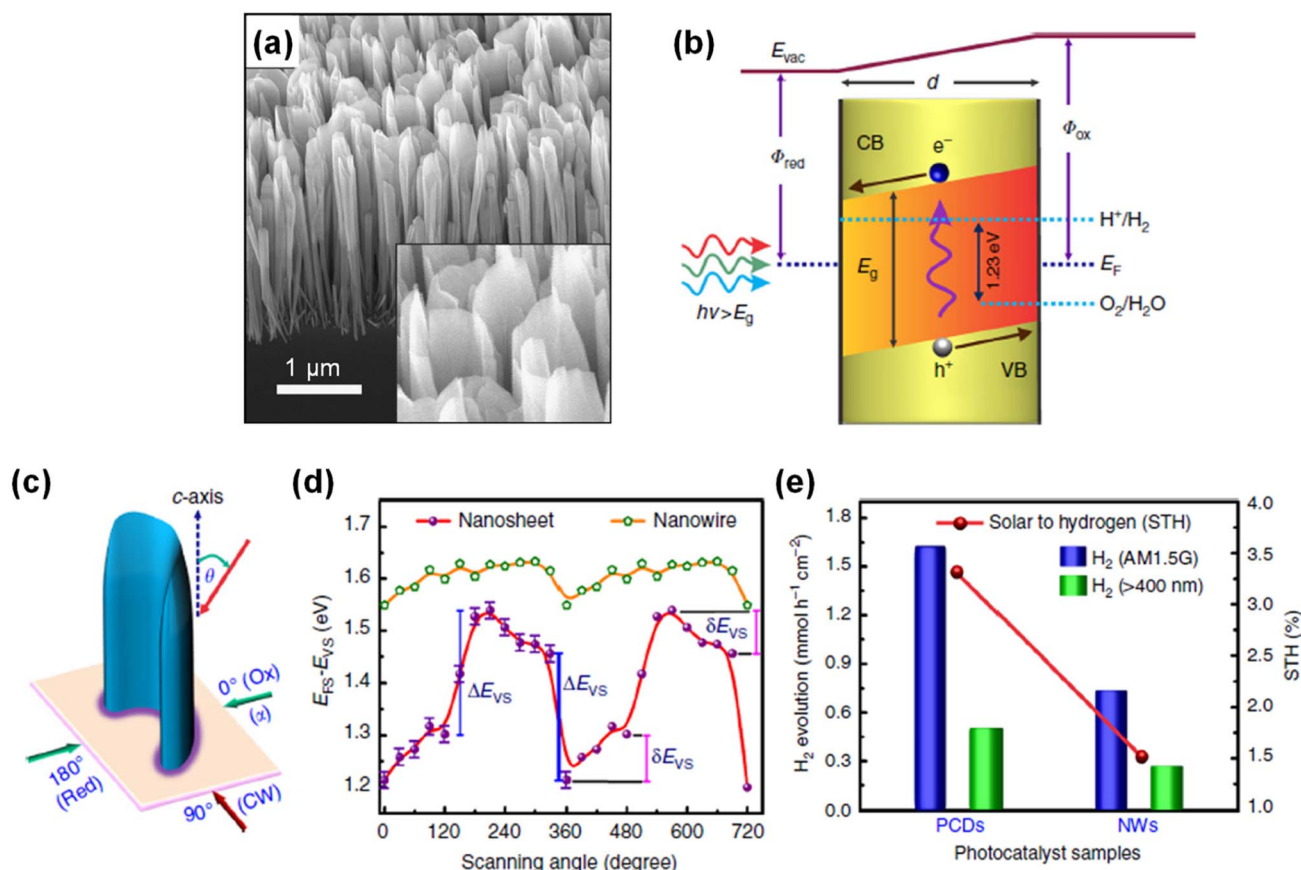 (a)
1 μm
(b)
E_vac
d
Φ_red
Φ_ox
CB
e⁻
H⁺/H₂
E_g
1.23 eV
E_F
O₂/H₂O
hν > E_g
h⁺
VB
(c)
c-axis
θ
0° (Ox)
(α)
180°
(Red)
90° (CW)
(d)
Nanosheet
Nanowire
1.7
1.6
1.5
1.4
1.3
1.2
E_FS-E_VS (eV)
ΔE_VS
ΔE_VS
δE_VS
δE_VS
0
120
240
360
480
600
720
Scanning angle (degree)
(e)
Solar to hydrogen (STH)
H₂ (AM1.5G)
H₂ (>400 nm)
1.8
1.5
1.2
0.9
0.6
0.3
0.0
H₂ evolution (mmol h⁻¹ cm⁻²)
4.0
3.5
3.0
2.5
2.0
1.5
1.0
STH (%)
PCDs
NWs
Photocatalyst samples